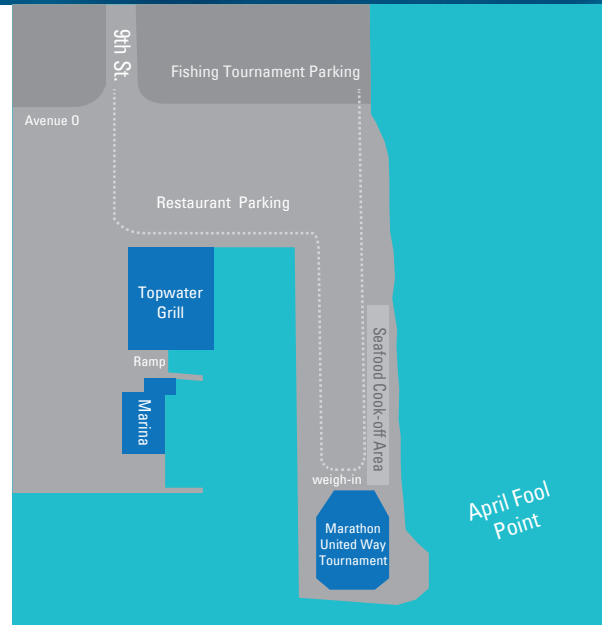 9th St.
Fishing Tournament Parking
Avenue O
Restaurant Parking
Topwater
Grill
Ramp
Marina
Seafood Cook-off Area
weigh-in
April Fool
Point
Marathon
United Way
Tournament